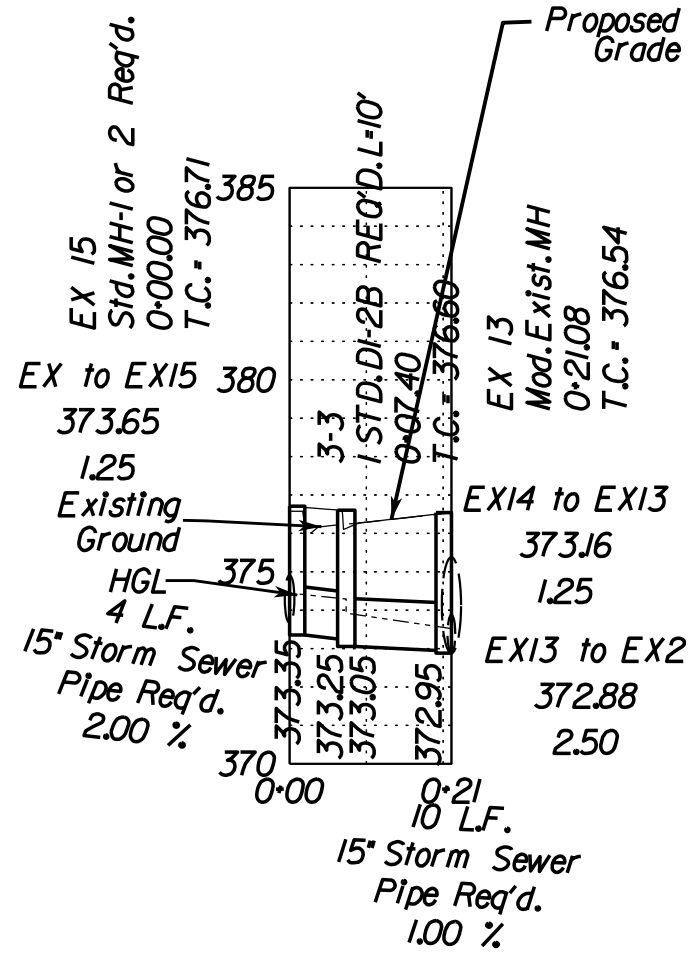 Proposed
Grade
EX 15
Std.MH-1 or 2 Req'd.
0+00.00
T.C.= 376.71
385
3-3
1 STD.DI-2B REQ'D.L=10'
0+07.40
T.C.= 376.60
EX 13
Mod.Exist.MH
0+21.08
T.C.= 376.54
EX to EX15
373.65
1.25
380
Existing
Ground
HGL
375
EX14 to EX13
373.16
1.25
EX13 to EX2
372.88
2.50
4 L.F.
15" Storm Sewer
Pipe Req'd.
2.00 %
373.35
373.25
373.05
372.95
370
0+00
0+21
10 L.F.
15" Storm Sewer
Pipe Req'd.
1.00 %